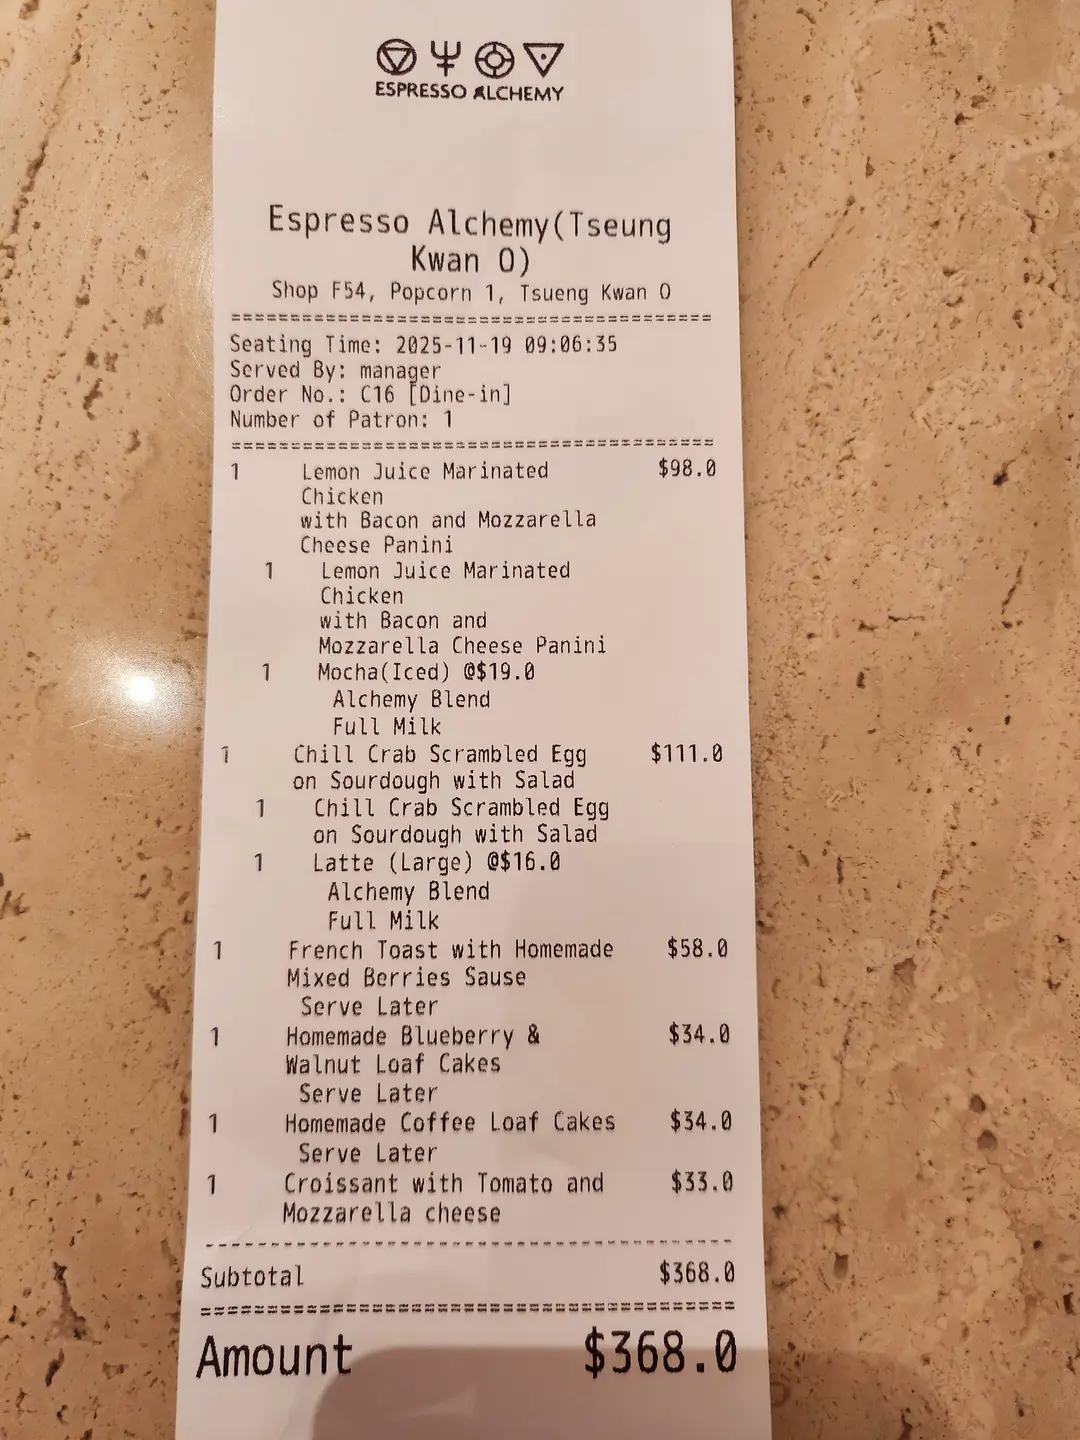 ESPRESSO ALCHEMY
Espresso Alchemy(Tseung
Kwan O)
Shop F54, Popcorn 1, Tsueng Kwan O
========================================
Seating Time: 2025-11-19 09:06:35
Served By: manager
Order No.: C16 [Dine-in]
Number of Patron: 1
========================================
1 Lemon Juice Marinated $98.0
Chicken
with Bacon and Mozzarella
Cheese Panini
1 Lemon Juice Marinated
Chicken
with Bacon and
Mozzarella Cheese Panini
1 Mocha(Iced) @$19.0
Alchemy Blend
Full Milk
1 Chill Crab Scrambled Egg $111.0
on Sourdough with Salad
1 Chill Crab Scrambled Egg
on Sourdough with Salad
1 Latte (Large) @$16.0
Alchemy Blend
Full Milk
1 French Toast with Homemade $58.0
Mixed Berries Sause
Serve Later
1 Homemade Blueberry & $34.0
Walnut Loaf Cakes
Serve Later
1 Homemade Coffee Loaf Cakes $34.0
Serve Later
1 Croissant with Tomato and $33.0
Mozzarella cheese
----------------------------------------
Subtotal $368.0
========================================
Amount $368.0